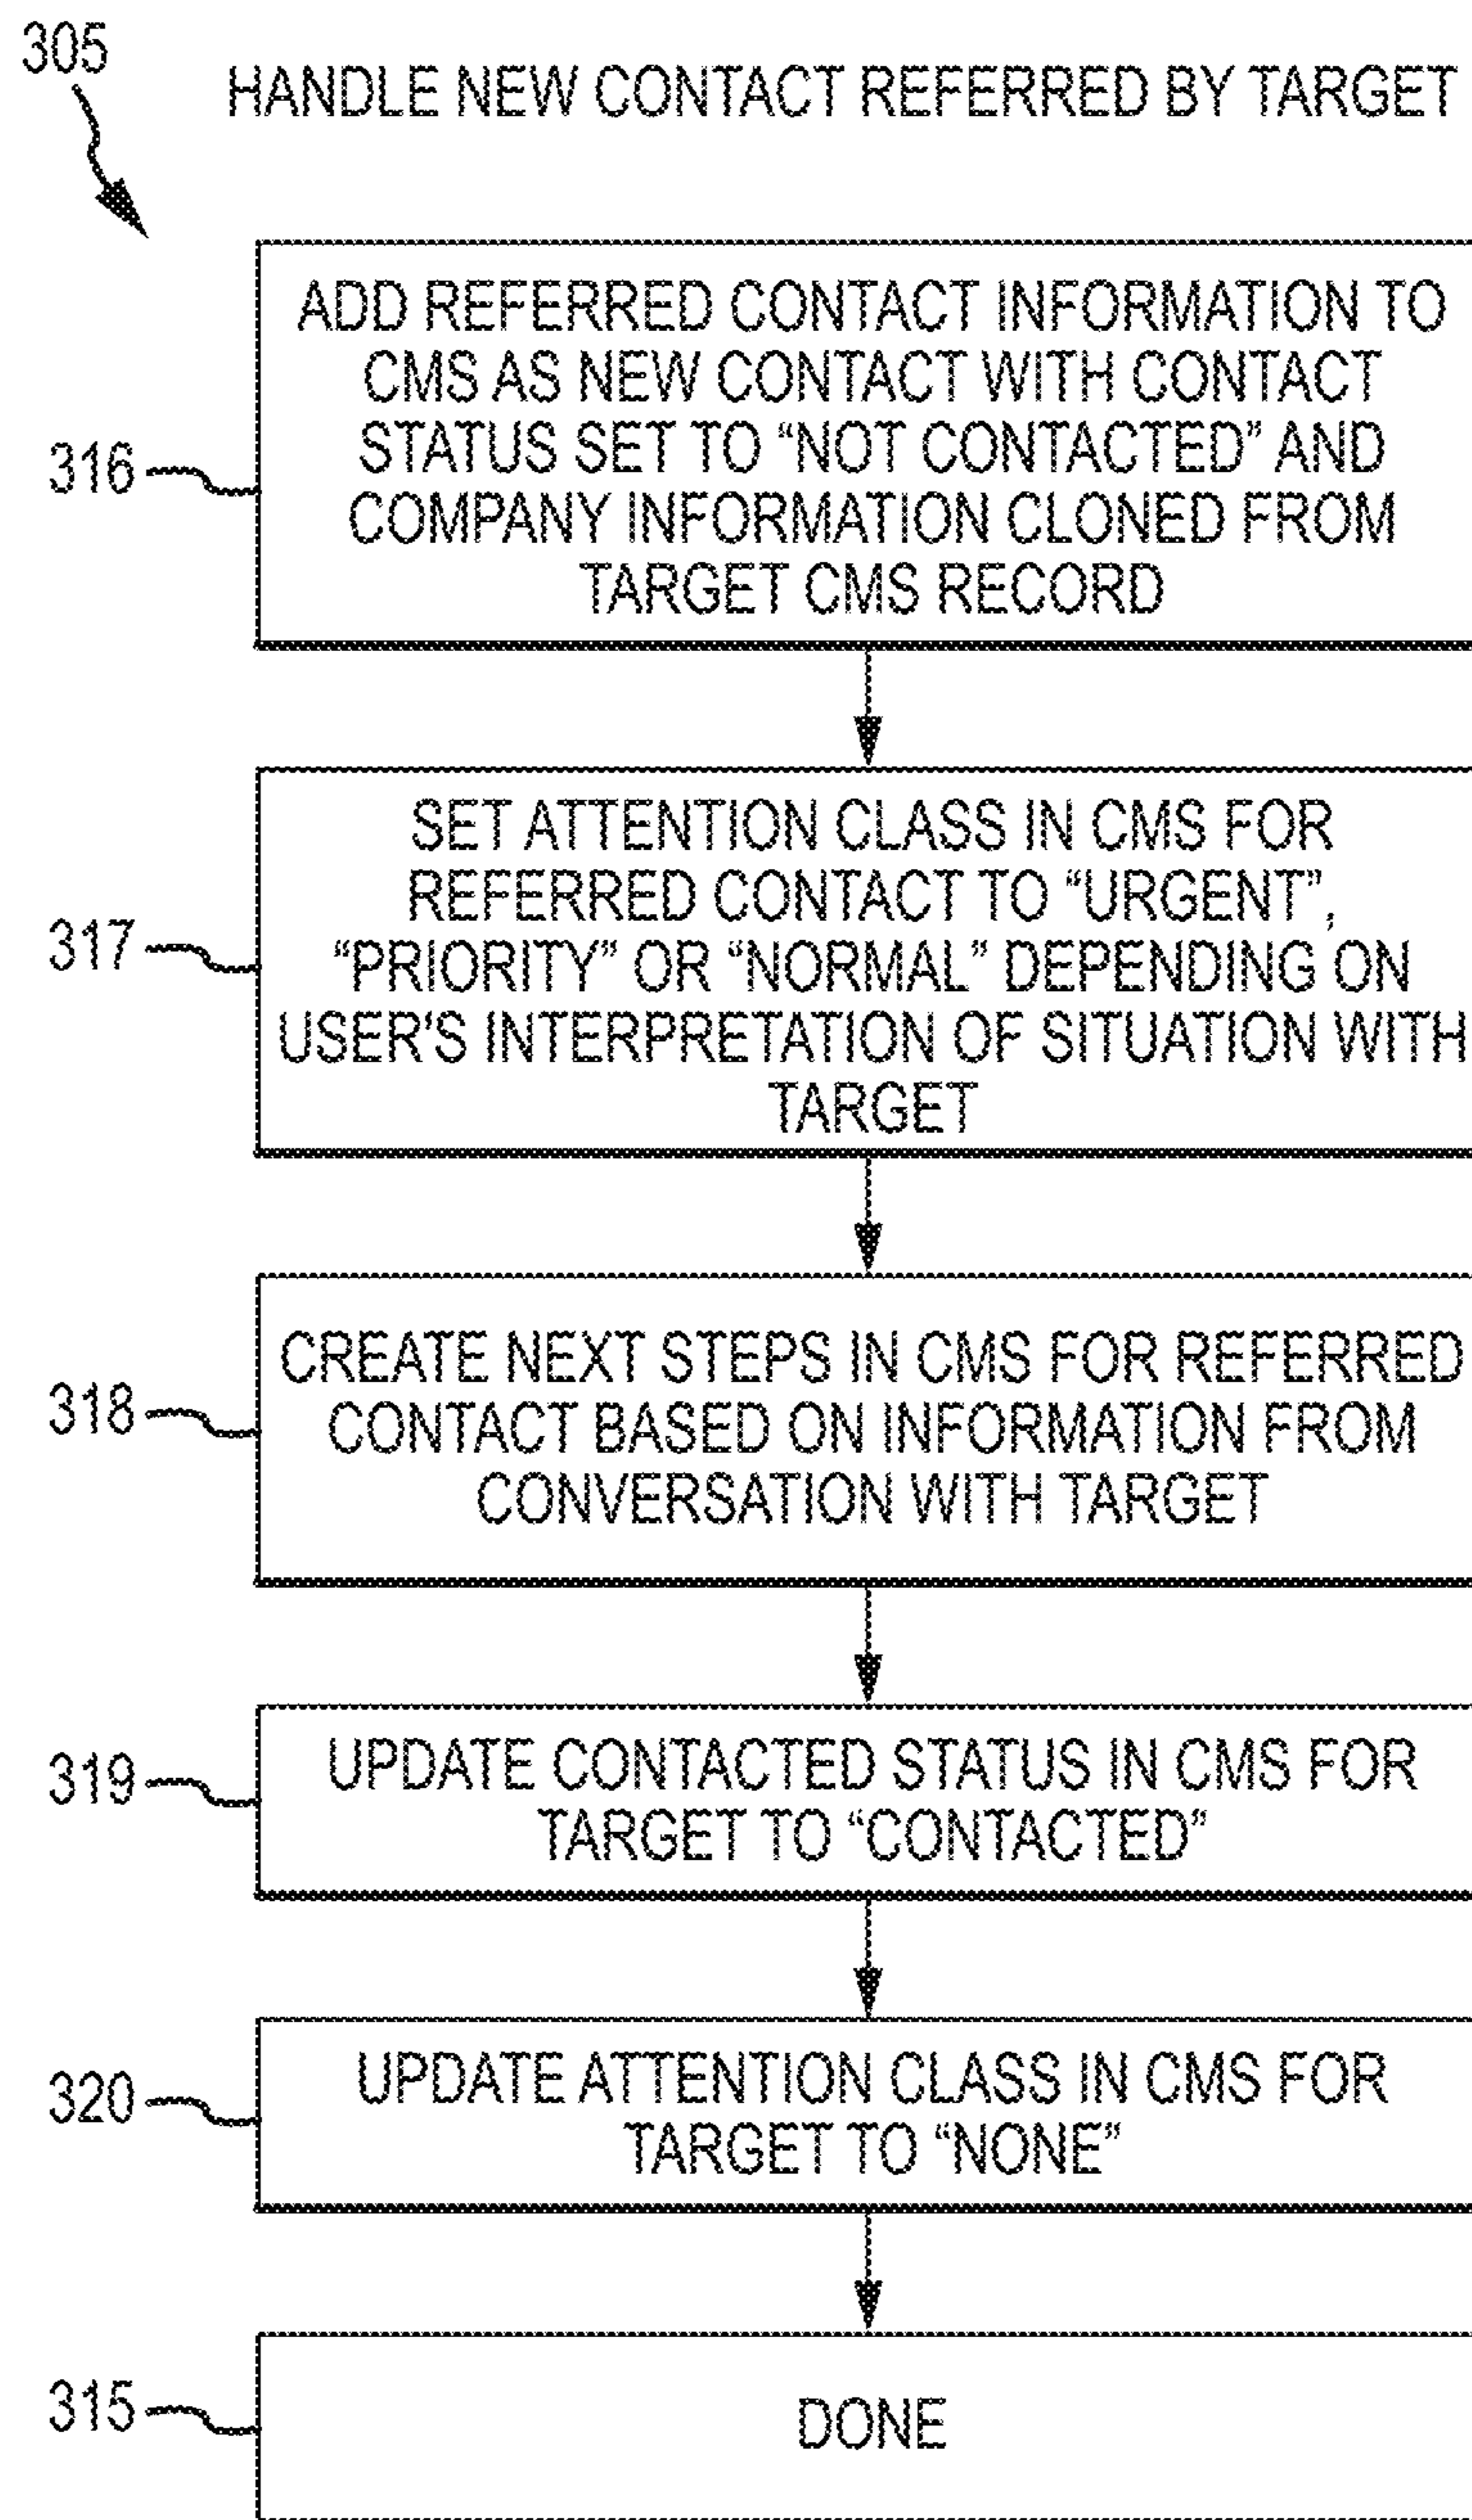 305
HANDLE NEW CONTACT REFERRED BY TARGET
ADD REFERRED CONTACT INFORMATION TO
CMS AS NEW CONTACT WITH CONTACT
STATUS SET TO “NOT CONTACTED” AND
316
COMPANY INFORMATION CLONED FROM
TARGET CMS RECORD
SET ATTENTION CLASS IN CMS FOR
REFERRED CONTACT TO “URGENT”,
317
“PRIORITY” OR “NORMAL” DEPENDING ON
USER’S INTERPRETATION OF SITUATION WITH
TARGET
CREATE NEXT STEPS IN CMS FOR REFERRED
318
CONTACT BASED ON INFORMATION FROM
CONVERSATION WITH TARGET
319
UPDATE CONTACTED STATUS IN CMS FOR
TARGET TO “CONTACTED”
320
UPDATE ATTENTION CLASS IN CMS FOR
TARGET TO “NONE”
315
DONE